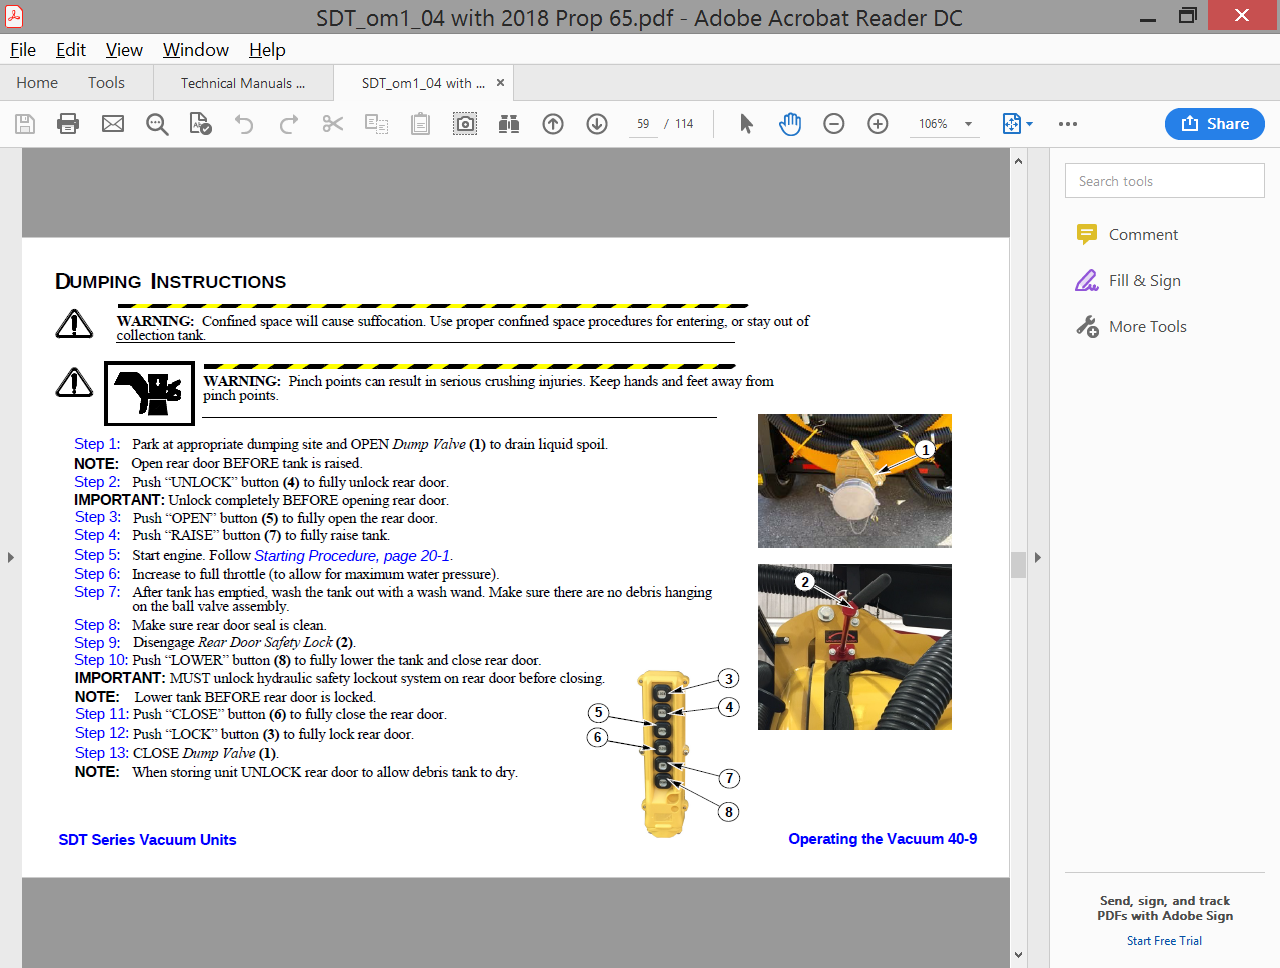 SDT_om1_04 with 2018 Prop 65.pdf - Adobe Acrobat Reader DC
File Edit View Window Help
Home Tools Technical Manuals ... SDT_om1_04 with ... ×
59 / 114 106% Share
Search tools
Comment
Fill & Sign
More Tools
DUMPING INSTRUCTIONS
WARNING: Confined space will cause suffocation. Use proper confined space procedures for entering, or stay out of
collection tank.
WARNING: Pinch points can result in serious crushing injuries. Keep hands and feet away from
pinch points.
Step 1: Park at appropriate dumping site and OPEN Dump Valve (1) to drain liquid spoil.
NOTE: Open rear door BEFORE tank is raised.
Step 2: Push “UNLOCK” button (4) to fully unlock rear door.
IMPORTANT: Unlock completely BEFORE opening rear door.
Step 3: Push “OPEN” button (5) to fully open the rear door.
Step 4: Push “RAISE” button (7) to fully raise tank.
Step 5: Start engine. Follow Starting Procedure, page 20-1.
Step 6: Increase to full throttle (to allow for maximum water pressure).
Step 7: After tank has emptied, wash the tank out with a wash wand. Make sure there are no debris hanging
on the ball valve assembly.
Step 8: Make sure rear door seal is clean.
Step 9: Disengage Rear Door Safety Lock (2).
Step 10: Push “LOWER” button (8) to fully lower the tank and close rear door.
IMPORTANT: MUST unlock hydraulic safety lockout system on rear door before closing.
NOTE: Lower tank BEFORE rear door is locked.
Step 11: Push “CLOSE” button (6) to fully close the rear door.
Step 12: Push “LOCK” button (3) to fully lock rear door.
Step 13: CLOSE Dump Valve (1).
NOTE: When storing unit UNLOCK rear door to allow debris tank to dry.
1
2
3
4
5
6
7
8
SDT Series Vacuum Units
Operating the Vacuum 40-9
Send, sign, and track
PDFs with Adobe Sign
Start Free Trial